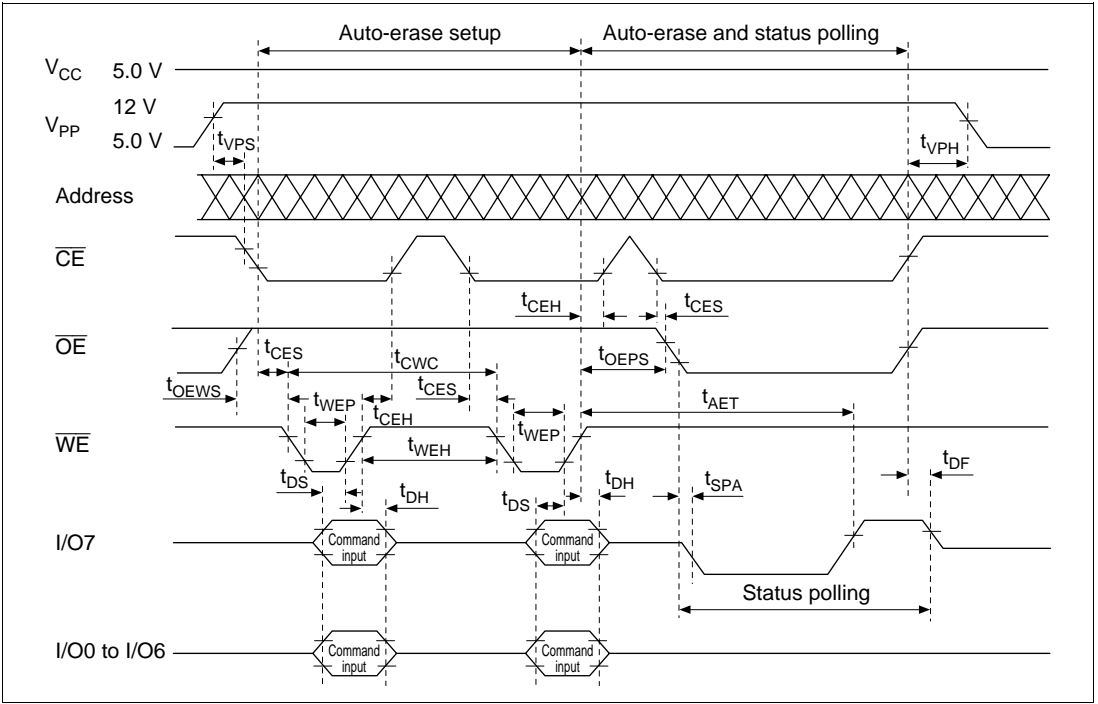 Auto-erase setup Auto-erase and status polling
VCC 5.0 V
12 V
VPP
5.0 V
tVPS tVPH
Address
CE
tCEH tCES
OE
tCES tCWC tOEPS
tOEWS tWEP tCES tAET
tCEH tWEP
WE
tWEH
tDF
tDS tDH tDS tDH tSPA
I/O7 Command input Command input
Status polling
I/O0 to I/O6 Command input Command input